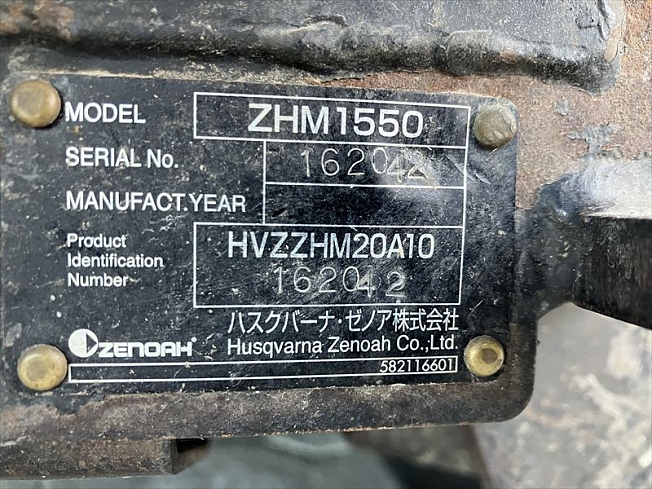 MODEL ZHM1550
SERIAL No. 162042
MANUFACT.YEAR
Product Identification Number HVZZHM20A10
162042
ハスクバーナ・ゼノア株式会社
ZENOAH Husqvarna Zenoah Co.,Ltd.
582116601